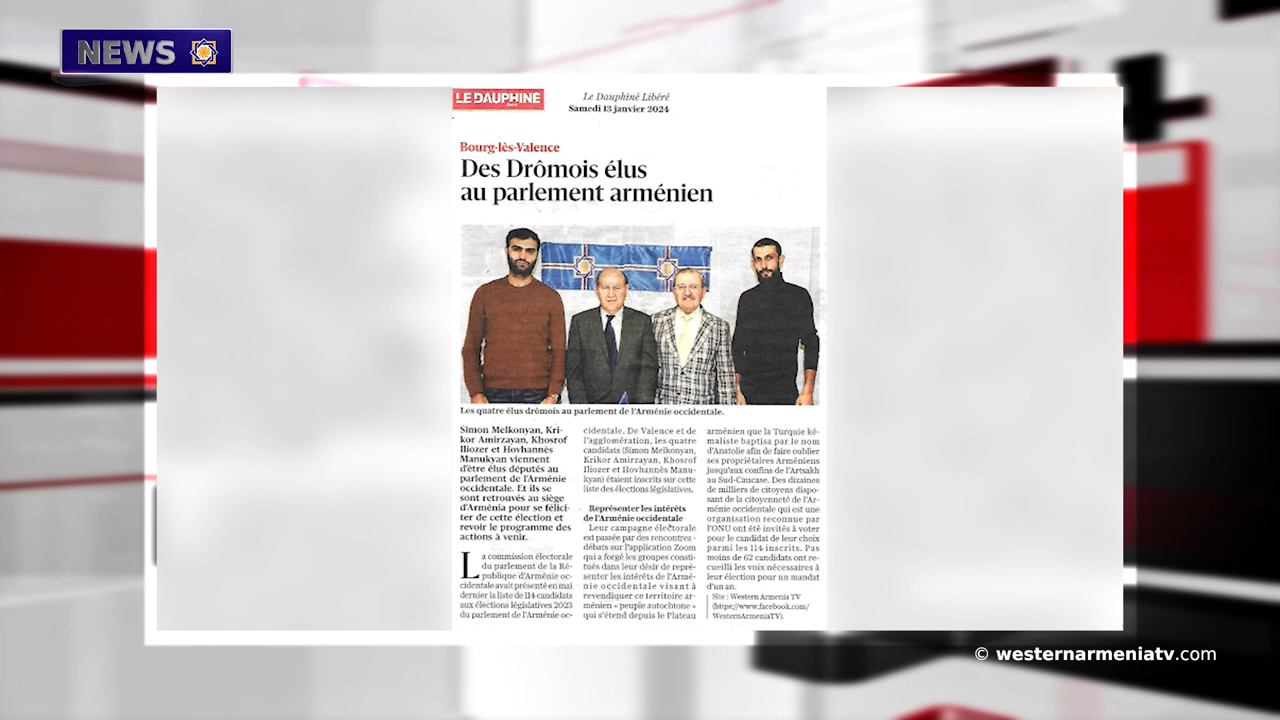 NEWS
LE DAUPHINÉ
Le Dauphiné Libéré
Samedi 13 janvier 2024
Bourg-lès-Valence
Des Drômois élus
au parlement arménien
Les quatre élus drômois au parlement de l'Arménie occidentale.
Simon Melkonyan, Kri-
kor Amirzayan, Khosrof
Iliozer et Hovhannès
Manukyan viennent
d'être élus députés au
parlement de l'Arménie
occidentale. Et ils se
sont retrouvés au siège
d'Arménia pour se félici-
ter de cette élection et
revoir le programme des
actions à venir.
La commission électorale
du parlement de la Ré-
publique d'Arménie oc-
cidentale avait présenté en mai
dernier la liste de 114 candidats
aux élections législatives 2023
du parlement de l'Arménie oc-
cidentale. De Valence et de
l'agglomération, les quatre
candidats (Simon Melkonyan,
Krikor Amirzayan, Khosrof
Iliozer et Hovhannès Manu-
kyan) étaient inscrits sur cette
liste des élections législatives.
Représenter les intérêts
de l'Arménie occidentale
Leur campagne électorale
est passée par des rencontres-
débats sur l'application Zoom
qui a forgé les groupes consti-
tués dans leur désir de repré-
senter les intérêts de l'Armé-
nie occidentale visant à
revendiquer ce territoire ar-
ménien « peuple autochtone »
qui s'étend depuis le Plateau
arménien que la Turquie ké-
maliste baptisa par le nom
d'Anatolie afin de faire oublier
ses propriétaires Arméniens
jusqu'aux confins de l'Artsakh
au Sud-Caucase. Des dizaines
de milliers de citoyens dispo-
sant de la citoyenneté de l'Ar-
ménie occidentale qui est une
organisation reconnue par
l'ONU ont été invités à voter
pour le candidat de leur choix
parmi les 114 inscrits. Pas
moins de 62 candidats ont re-
cueilli les voix nécessaires à
leur élection pour un mandat
d'un an.
Site : Western Armenia TV
(https://www.facebook.com/
WesternArmeniaTV).
© westernarmeniatv.com